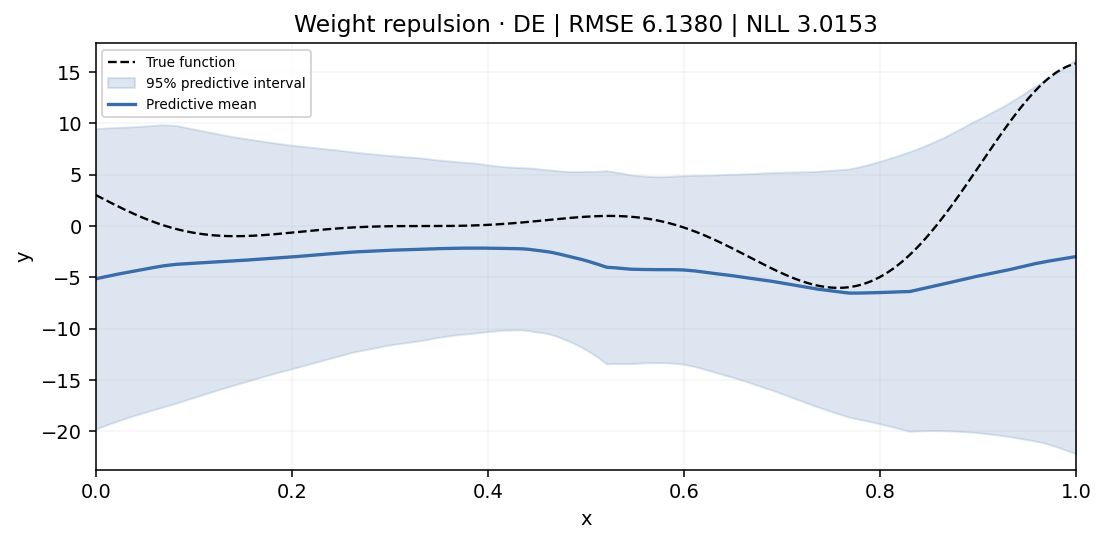 Weight repulsion · DE | RMSE 6.1380 | NLL 3.0153
True function
95% predictive interval
Predictive mean
15
10
5
0
−5
−10
−15
−20
y
0.0 0.2 0.4 0.6 0.8 1.0
x